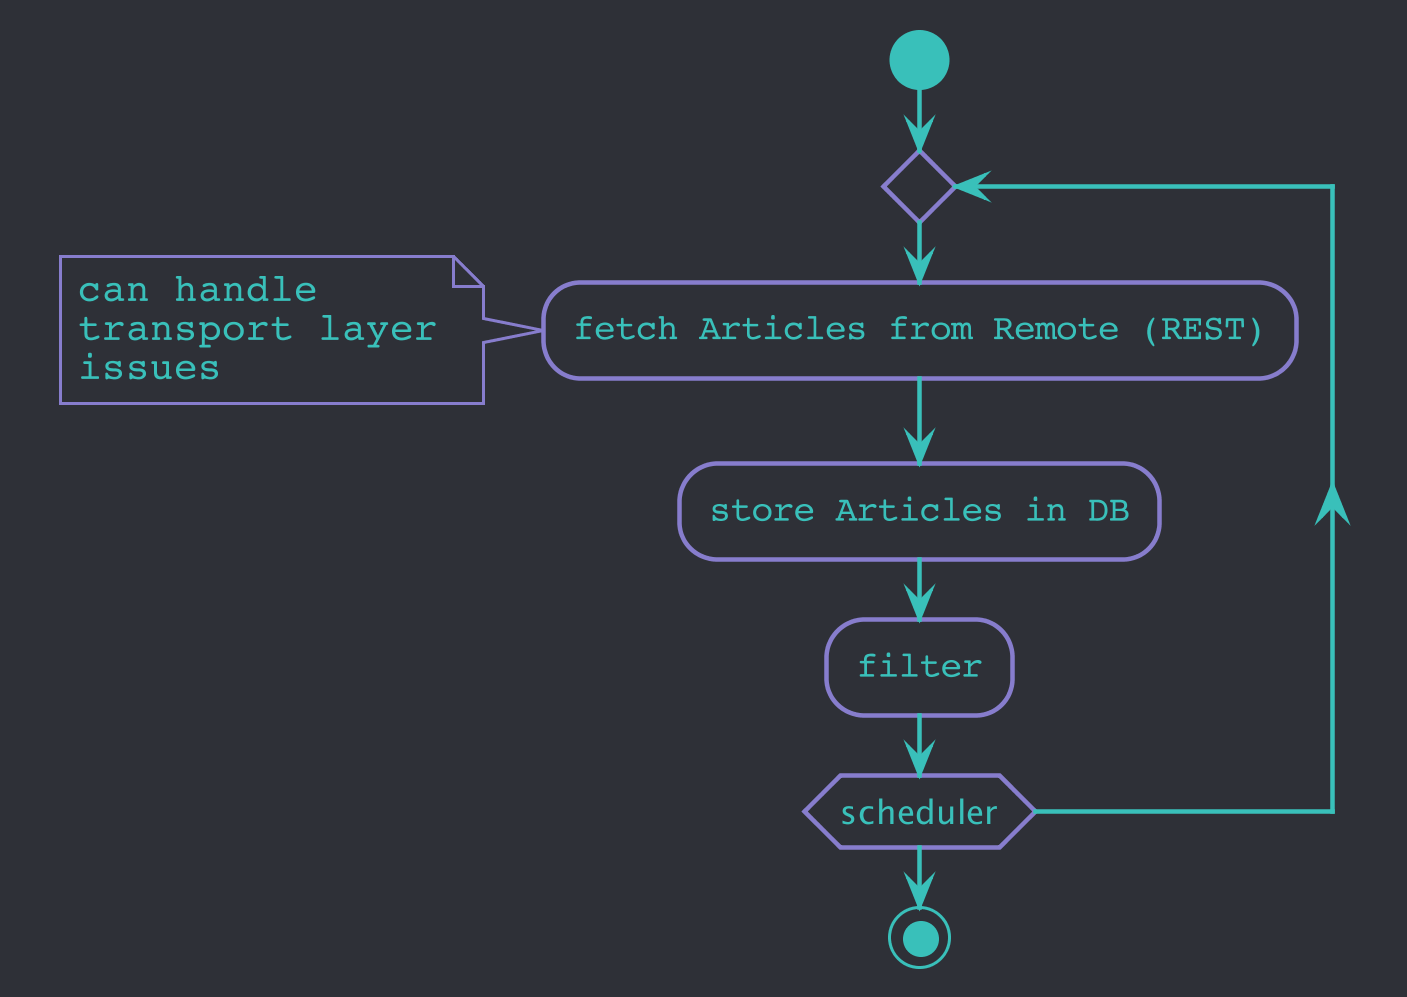 can handle
transport layer
issues
fetch Articles from Remote (REST)
store Articles in DB
filter
scheduler